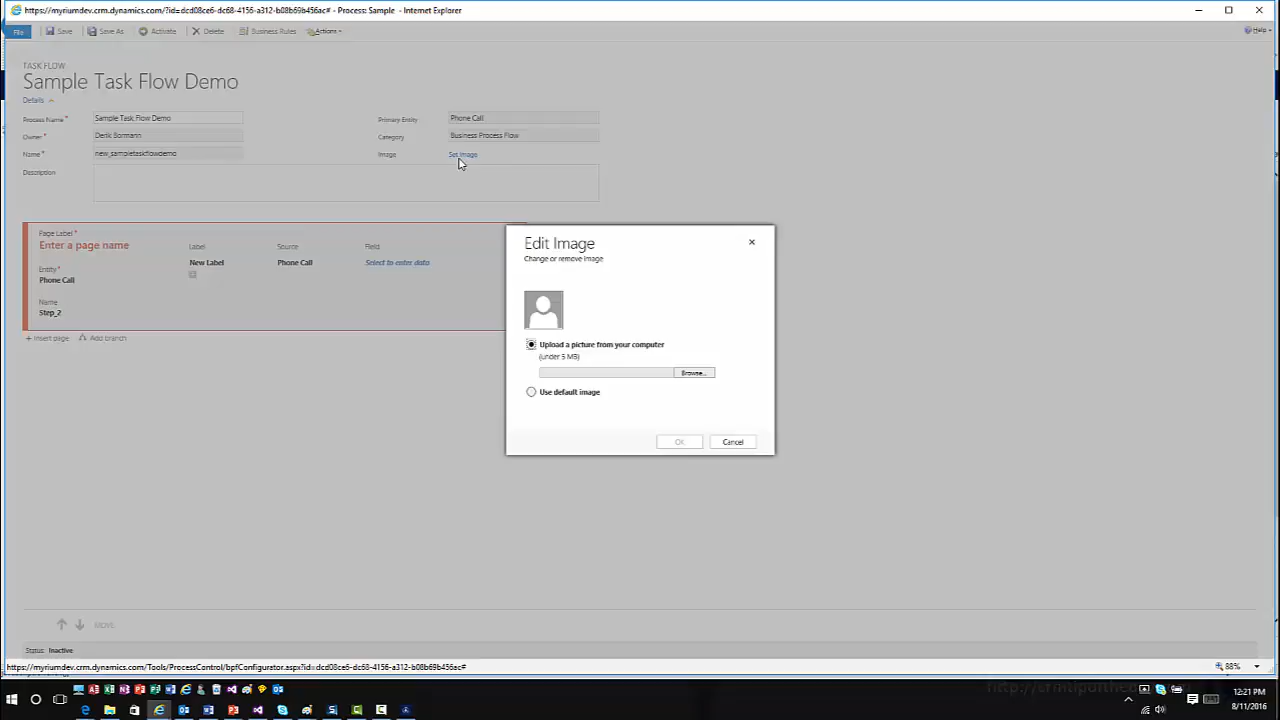 https://myriumdev.crm.dynamics.com/?id=dcd08ce6-dc68-4156-a312-b08b69b456ac# - Process: Sample - Internet Explorer
File Save Save As Activate Delete Business Rules Actions Help
TASK FLOW
Sample Task Flow Demo
Details
Process Name * Sample Task Flow Demo Primary Entity Phone Call
Owner * Derik Sormann Category Business Process Flow
Name * new_sampletaskflowdemo Image Set Image
Description
Page Label *
Enter a page name Label Source Field
New Label Phone Call Select to enter data
Entity *
Phone Call
Name
Step_2
+ Insert page Add branch
Edit Image
Change or remove Image
Upload a picture from your computer
(under 5 MB)
Browse...
Use default image
OK Cancel
Move
Status: Inactive
https://myriumdev.crm.dynamics.com/Tools/ProcessControl/bpfConfigurator.aspx?id=dcd08ce6-dc68-4156-a312-b08b69b456ac#
88%
12:21 PM
8/11/2016